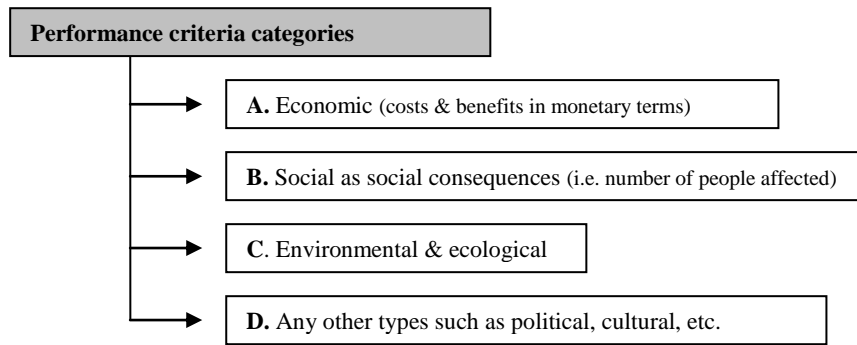 Performance criteria categories
A. Economic (costs & benefits in monetary terms)
B. Social as social consequences (i.e. number of people affected)
C. Environmental & ecological
D. Any other types such as political, cultural, etc.